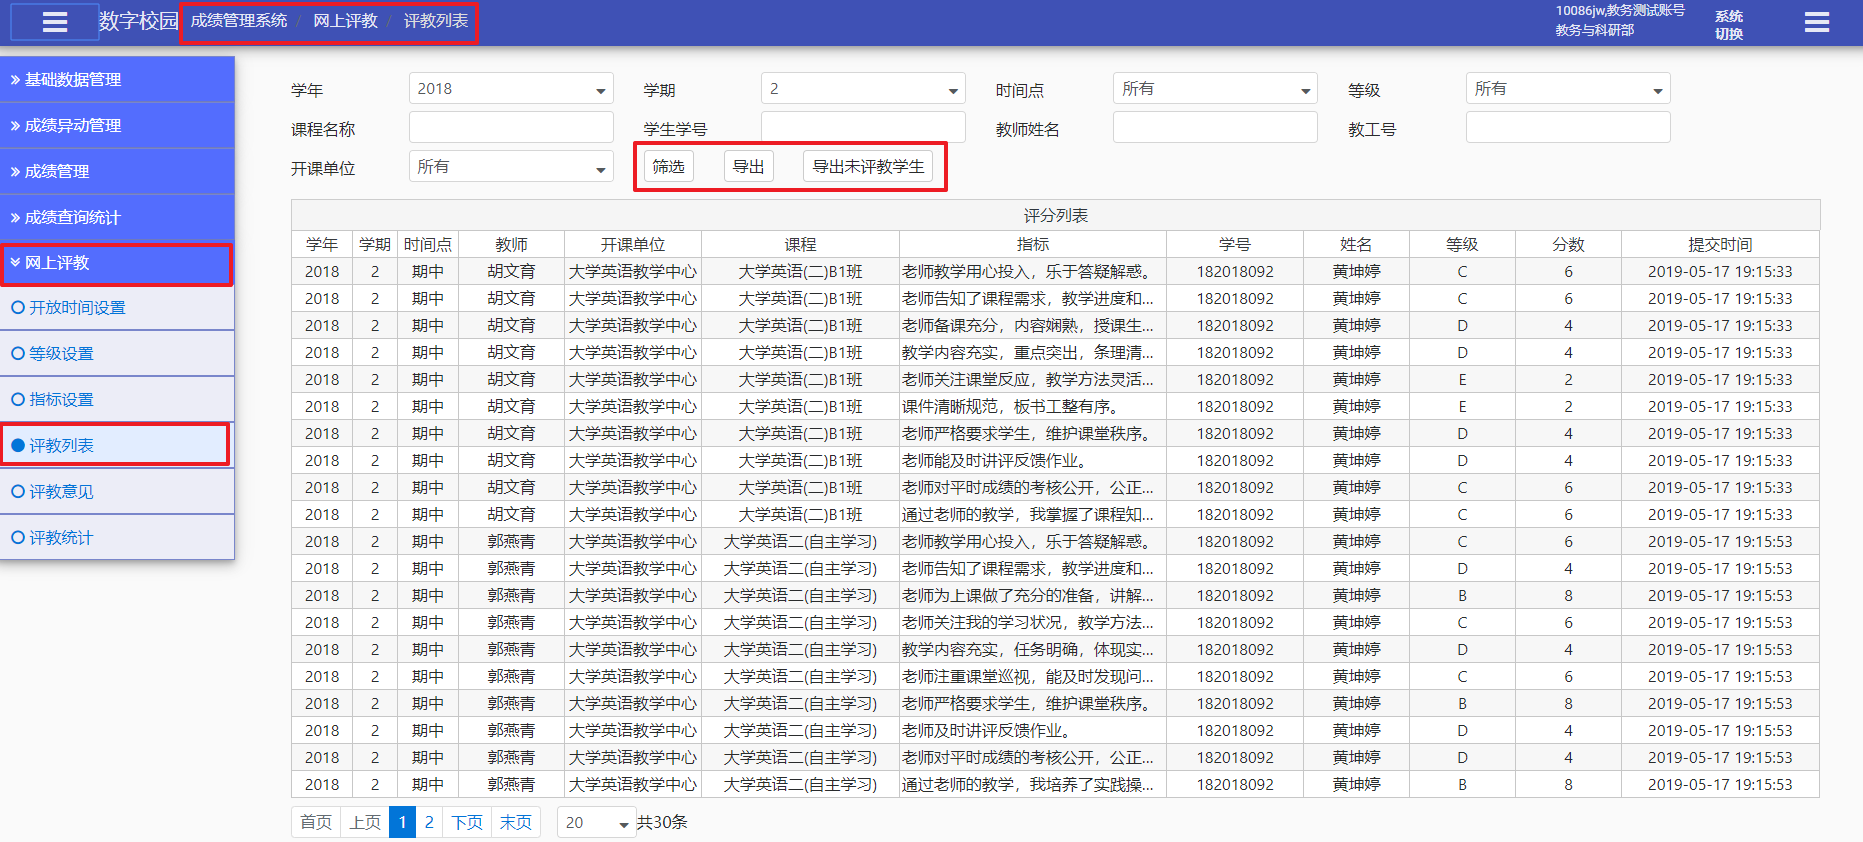 数字校园 成绩管理系统 / 网上评教 / 评教列表
10086jw,教务测试账号
教务与科研部
系统
切换
基础数据管理
成绩异动管理
成绩管理
成绩查询统计
网上评教
开放时间设置
等级设置
指标设置
评教列表
评教意见
评教统计
学年 2018 学期 2 时间点 所有 等级 所有
课程名称 学生学号 教师姓名 教工号
开课单位 所有 筛选 导出 导出未评教学生
评分列表
学年 学期 时间点 教师 开课单位 课程 指标 学号 姓名 等级 分数 提交时间
2018 2 期中 胡文育 大学英语教学中心 大学英语(二)B1班 老师教学用心投入，乐于答疑解惑。 182018092 黄坤婷 C 6 2019-05-17 19:15:33
2018 2 期中 胡文育 大学英语教学中心 大学英语(二)B1班 老师告知了课程需求，教学进度和... 182018092 黄坤婷 C 6 2019-05-17 19:15:33
2018 2 期中 胡文育 大学英语教学中心 大学英语(二)B1班 老师备课充分，内容娴熟，授课生... 182018092 黄坤婷 D 4 2019-05-17 19:15:33
2018 2 期中 胡文育 大学英语教学中心 大学英语(二)B1班 教学内容充实，重点突出，条理清... 182018092 黄坤婷 D 4 2019-05-17 19:15:33
2018 2 期中 胡文育 大学英语教学中心 大学英语(二)B1班 老师关注课堂反应，教学方法灵活... 182018092 黄坤婷 E 2 2019-05-17 19:15:33
2018 2 期中 胡文育 大学英语教学中心 大学英语(二)B1班 课件清晰规范，板书工整有序。 182018092 黄坤婷 E 2 2019-05-17 19:15:33
2018 2 期中 胡文育 大学英语教学中心 大学英语(二)B1班 老师严格要求学生，维护课堂秩序。 182018092 黄坤婷 D 4 2019-05-17 19:15:33
2018 2 期中 胡文育 大学英语教学中心 大学英语(二)B1班 老师能及时讲评反馈作业。 182018092 黄坤婷 D 4 2019-05-17 19:15:33
2018 2 期中 胡文育 大学英语教学中心 大学英语(二)B1班 老师对平时成绩的考核公开，公正... 182018092 黄坤婷 C 6 2019-05-17 19:15:33
2018 2 期中 胡文育 大学英语教学中心 大学英语(二)B1班 通过老师的教学，我掌握了课程知... 182018092 黄坤婷 C 6 2019-05-17 19:15:33
2018 2 期中 郭燕青 大学英语教学中心 大学英语二(自主学习) 老师教学用心投入，乐于答疑解惑。 182018092 黄坤婷 C 6 2019-05-17 19:15:53
2018 2 期中 郭燕青 大学英语教学中心 大学英语二(自主学习) 老师告知了课程需求，教学进度和... 182018092 黄坤婷 D 4 2019-05-17 19:15:53
2018 2 期中 郭燕青 大学英语教学中心 大学英语二(自主学习) 老师为上课做了充分的准备，讲解... 182018092 黄坤婷 B 8 2019-05-17 19:15:53
2018 2 期中 郭燕青 大学英语教学中心 大学英语二(自主学习) 老师关注我的学习状况，教学方法... 182018092 黄坤婷 C 6 2019-05-17 19:15:53
2018 2 期中 郭燕青 大学英语教学中心 大学英语二(自主学习) 教学内容充实，任务明确，体现实... 182018092 黄坤婷 D 4 2019-05-17 19:15:53
2018 2 期中 郭燕青 大学英语教学中心 大学英语二(自主学习) 老师注重课堂巡视，能及时发现问... 182018092 黄坤婷 C 6 2019-05-17 19:15:53
2018 2 期中 郭燕青 大学英语教学中心 大学英语二(自主学习) 老师严格要求学生，维护课堂秩序。 182018092 黄坤婷 B 8 2019-05-17 19:15:53
2018 2 期中 郭燕青 大学英语教学中心 大学英语二(自主学习) 老师及时讲评反馈作业。 182018092 黄坤婷 D 4 2019-05-17 19:15:53
2018 2 期中 郭燕青 大学英语教学中心 大学英语二(自主学习) 老师对平时成绩的考核公开，公正... 182018092 黄坤婷 D 4 2019-05-17 19:15:53
2018 2 期中 郭燕青 大学英语教学中心 大学英语二(自主学习) 通过老师的教学，我培养了实践操... 182018092 黄坤婷 B 8 2019-05-17 19:15:53
首页 上页 1 2 下页 末页 20 共30条